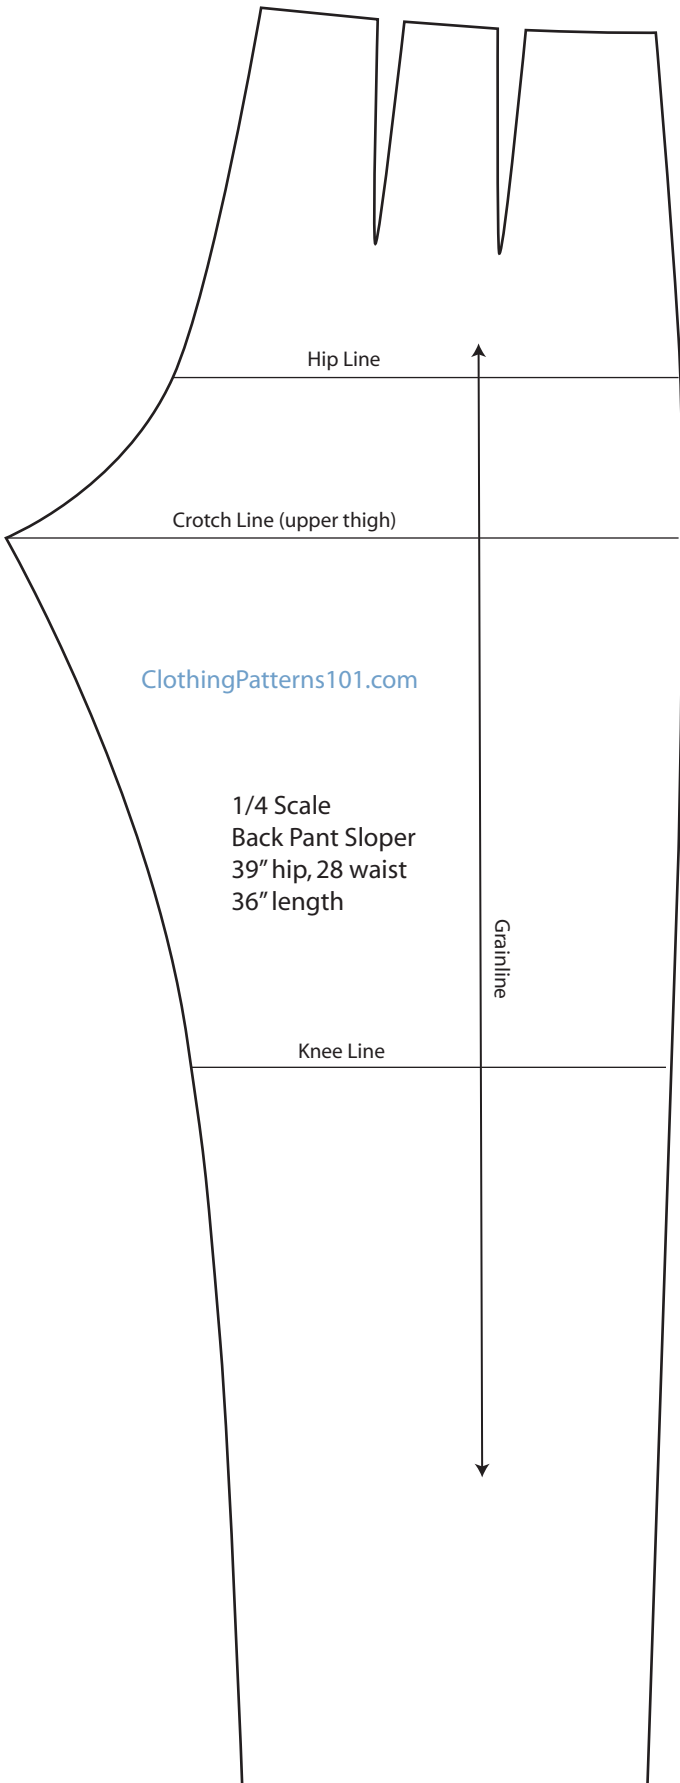 Hip Line
Crotch Line (upper thigh)
ClothingPatterns101.com
1/4 Scale
Back Pant Sloper
39" hip, 28 waist
36" length
Grainline
Knee Line